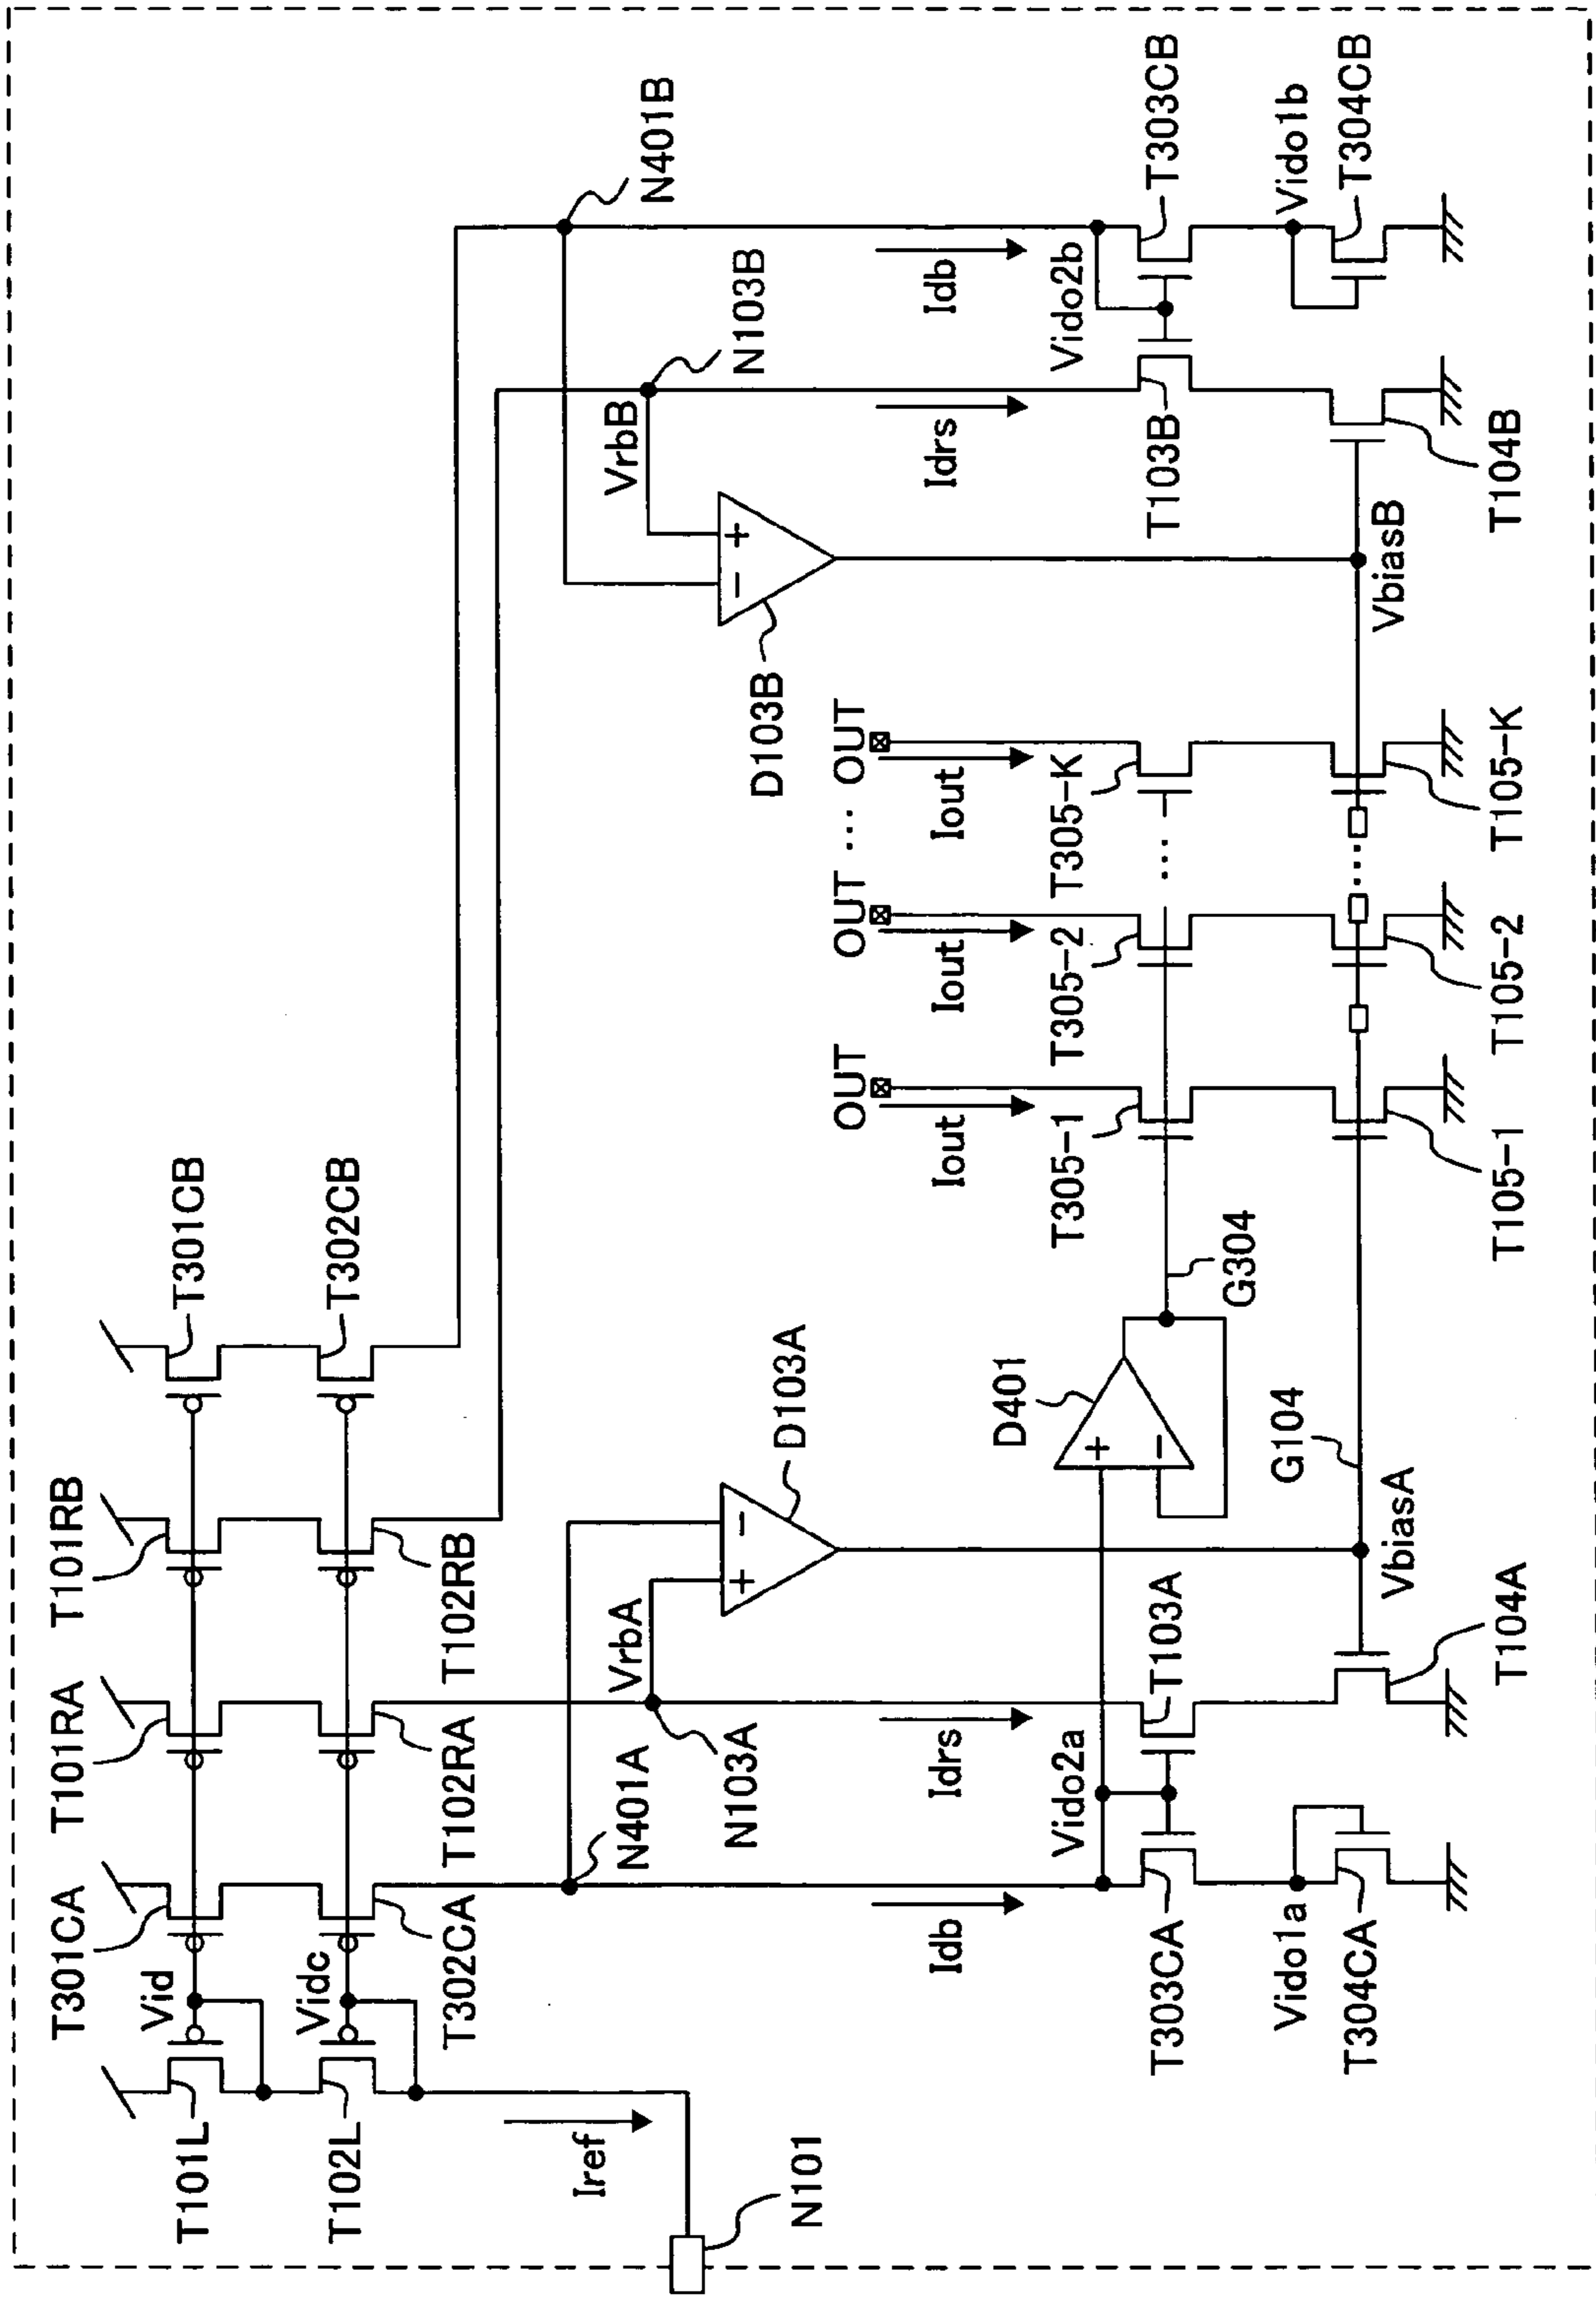 T101L
T102L
Vid
Vidc
T301CA
T302CA
T101RA
T102RA
T101RB
T102RB
T301CB
T302CB
Iref
N101
N401A
N103A
VrbA
+
−
D103A
Idb
Idrs
Vido2a
T303CA
T103A
Vido1a
T304CA
T104A
VbiasA
G104
D401
+
−
G304
OUT
OUT
...
OUT
Iout
Iout
Iout
T305-1
T305-2
...
T305-K
T105-1
T105-2
...
T105-K
D103B
−
+
VrbB
N103B
N401B
Idrs
Idb
Vido2b
T103B
T303CB
Vido1b
T304CB
VbiasB
T104B